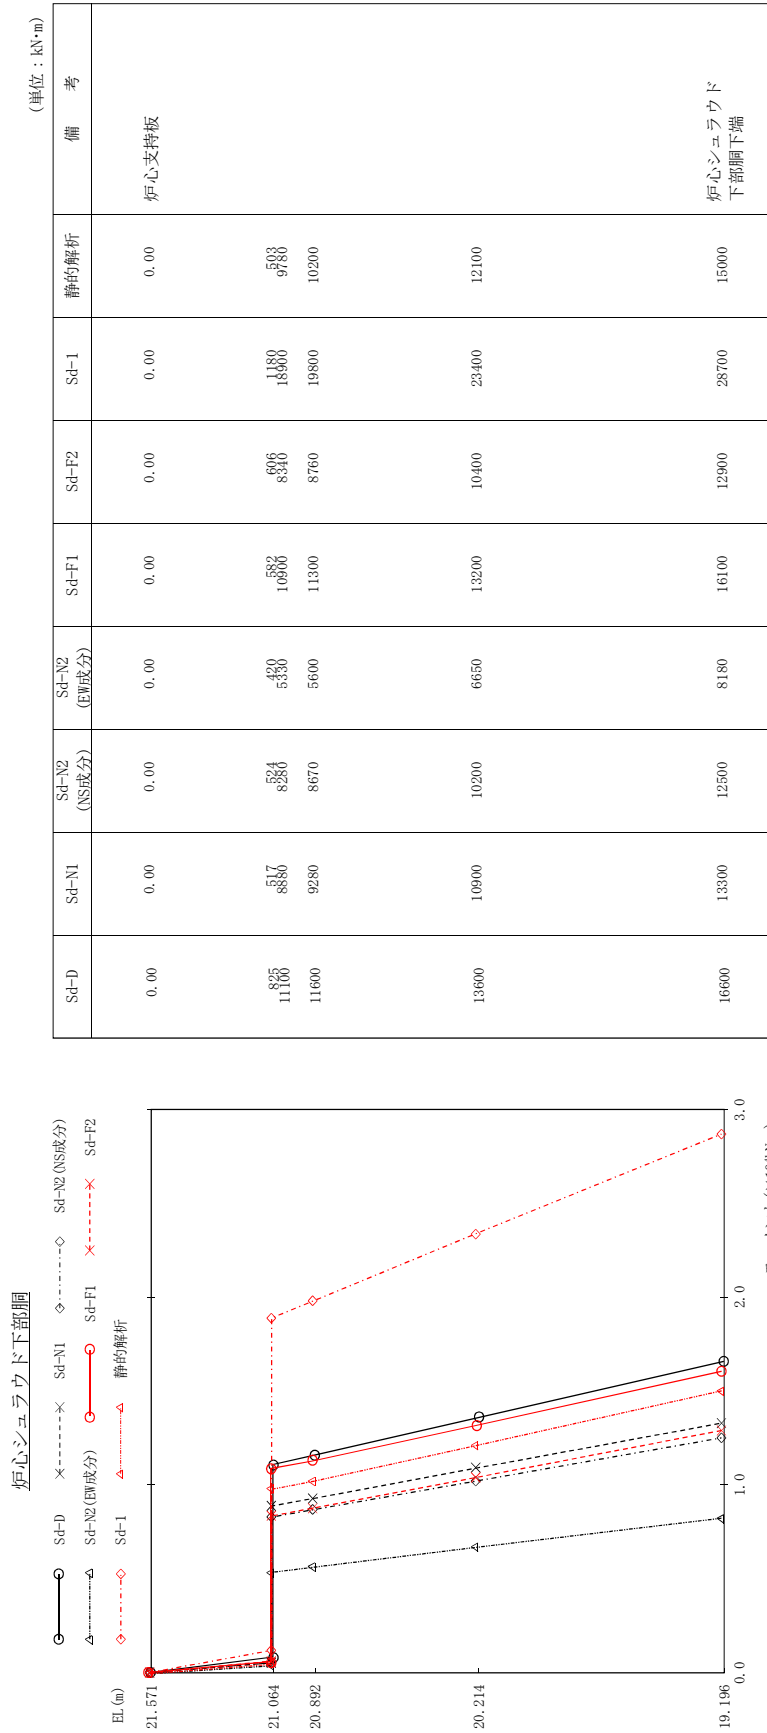 炉心シュラウド下部胴
Sd-D
Sd-N1
Sd-N2(NS成分)
Sd-N2(EW成分)
Sd-F1
Sd-F2
Sd-1
静的解析
EL(m)
21.571
21.064
20.892
20.214
19.196
0.0
1.0
2.0
3.0
(単位：kN・m)
Sd-D Sd-N1 Sd-N2 (NS成分) Sd-N2 (EW成分) Sd-F1 Sd-F2 Sd-1 静的解析 備 考
0.00 0.00 0.00 0.00 0.00 0.00 0.00 0.00 炉心支持板
825 517 524 420 582 606 1180 503
11100 8880 8280 5330 10900 8340 18900 9780
11600 9280 8670 5600 11300 8760 19800 10200
13600 10900 10200 6650 13200 10400 23400 12100
16600 13300 12500 8180 16100 12900 28700 15000 炉心シュラウド
下部胴下端